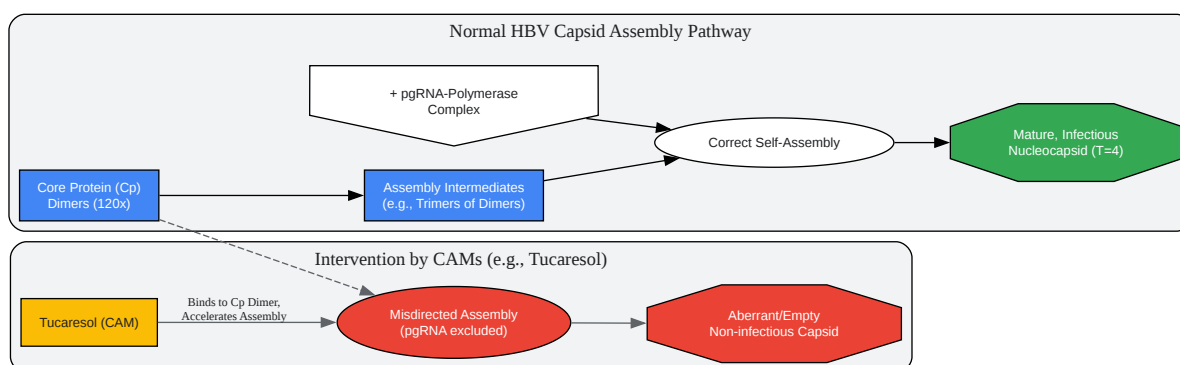 Normal HBV Capsid Assembly Pathway
+ pgRNA-Polymerase
Complex
Correct Self-Assembly
Mature, Infectious
Nucleocapsid (T=4)
Core Protein (Cp)
Dimers (120x)
Assembly Intermediates
(e.g., Trimers of Dimers)
Intervention by CAMs (e.g., Tucaresol)
Tucaresol (CAM)
Binds to Cp Dimer,
Accelerates Assembly
Misdirected Assembly
(pgRNA excluded)
Aberrant/Empty
Non-infectious Capsid